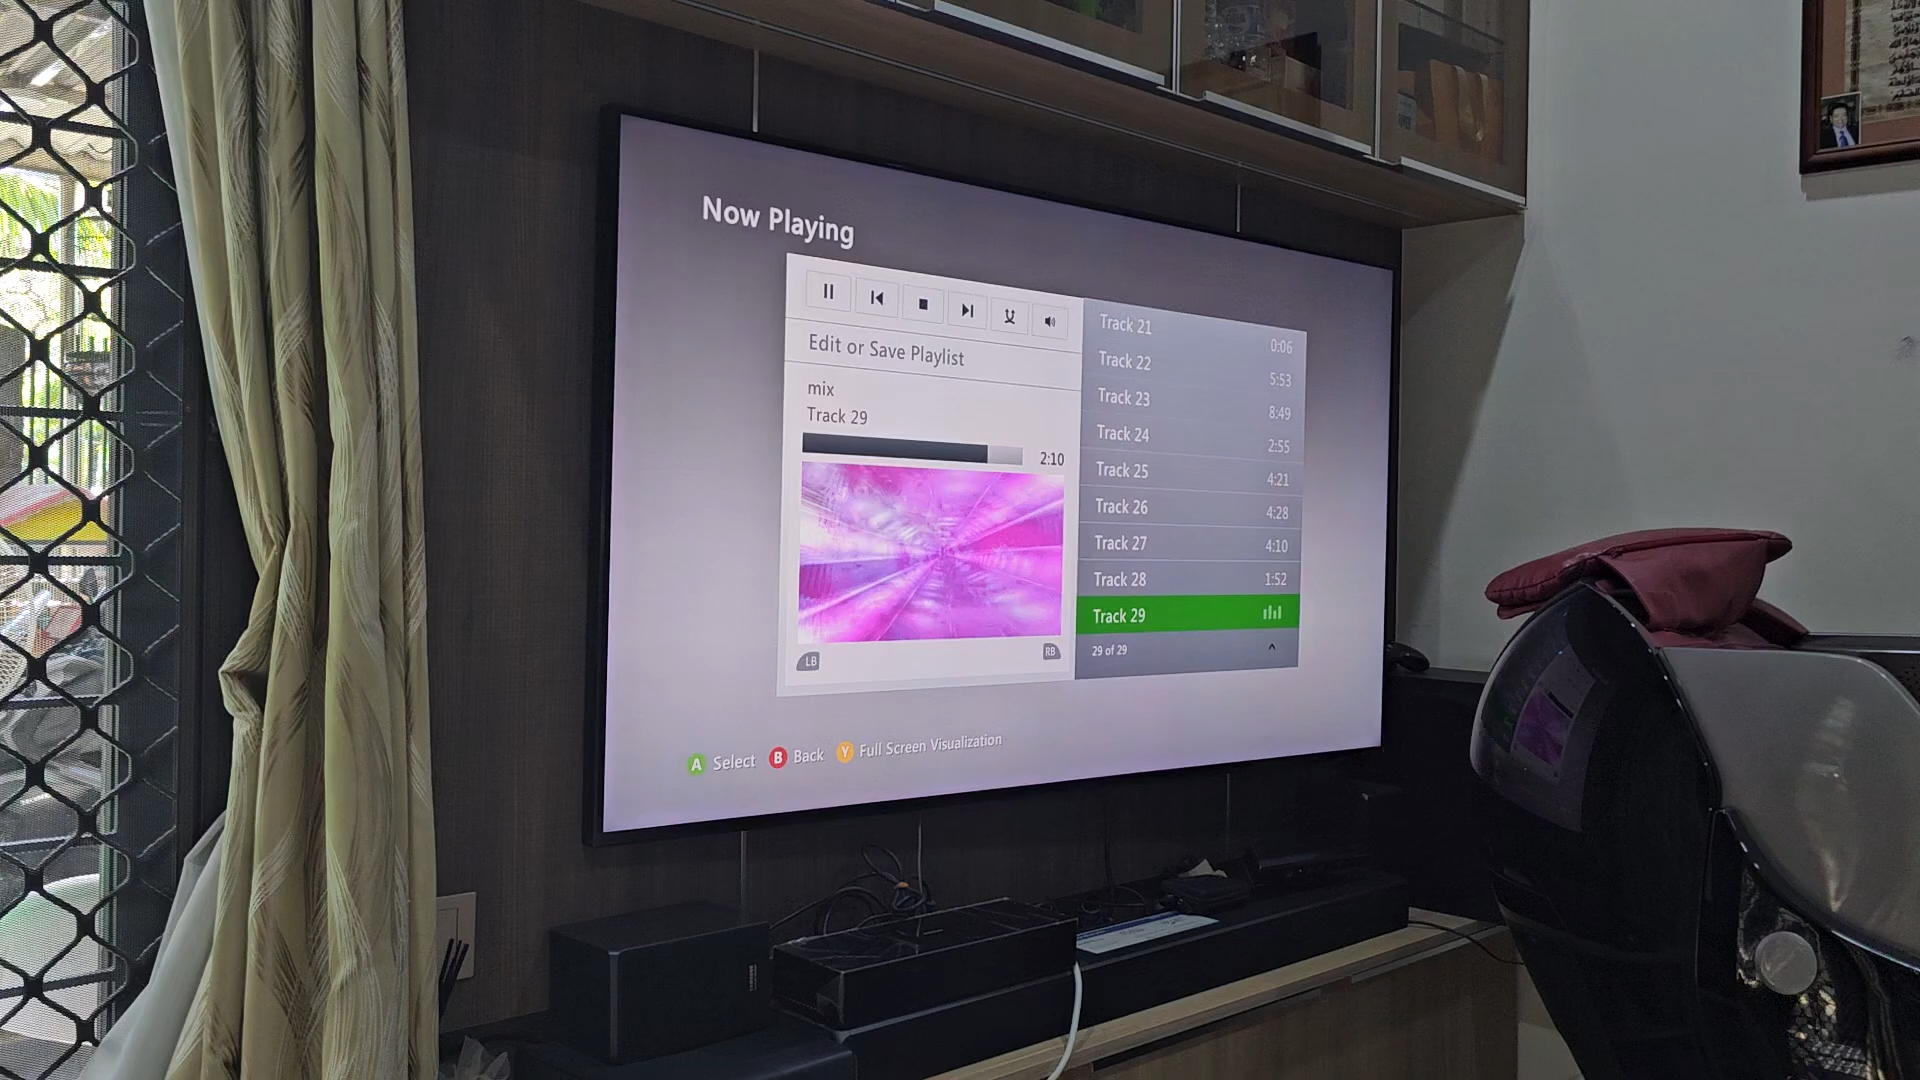 Now Playing
Edit or Save Playlist
mix
Track 29
2:10
LB
RB
Track 21 0:06
Track 22 5:53
Track 23 8:49
Track 24 2:55
Track 25 4:21
Track 26 4:28
Track 27 4:10
Track 28 1:52
Track 29
29 of 29
A Select B Back Y Full Screen Visualization